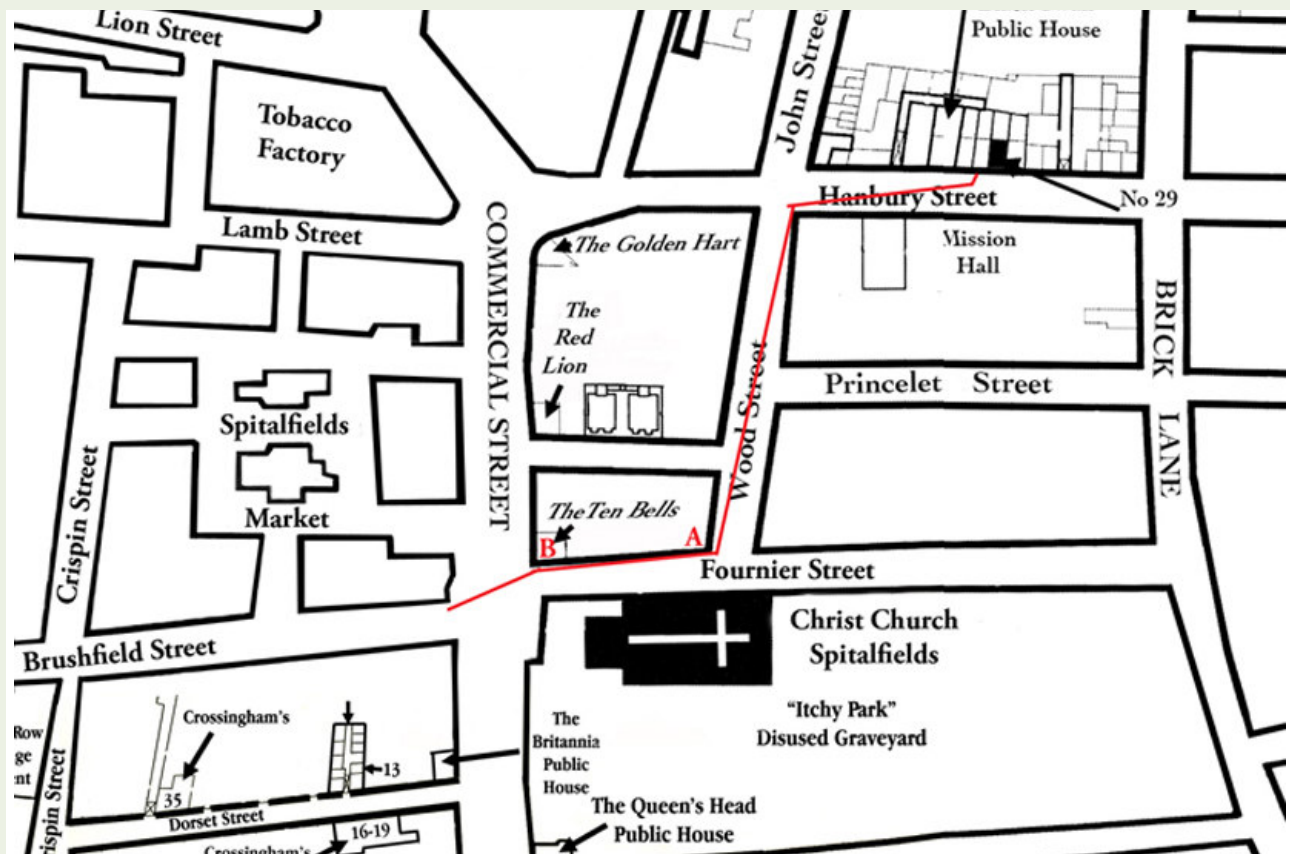 Lion Street
Tobacco
Factory
Lamb Street
COMMERCIAL STREET
John Street
Public House
Hanbury Street
No 29
Mission
Hall
BRICK LANE
The Golden Hart
The
Red
Lion
Wood Street
Princelet Street
Spitalfields
Market
Crispin Street
The Ten Bells
B
A
Fournier Street
Brushfield Street
Christ Church
Spitalfields
"Itchy Park"
Disused Graveyard
Crossingham's
13
35
Dorset Street
16-19
Crossingham's
The
Britannia
Public
House
The Queen's Head
Public House
Row
ge
nt
rispin Street